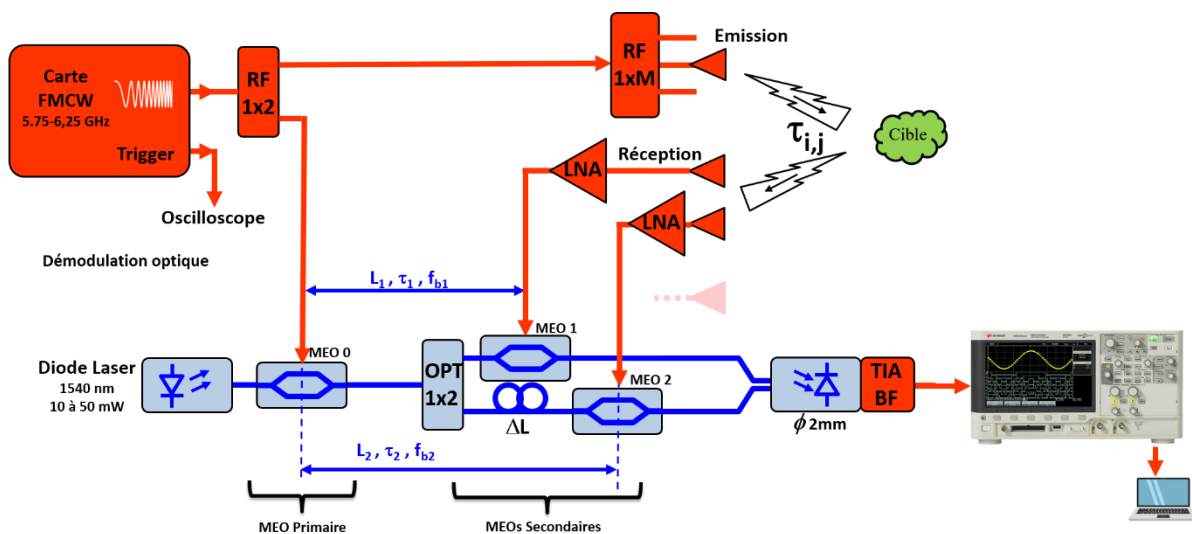 Carte
FMCW
5.75-6,25 GHz
Trigger
Oscilloscope
RF
1x2
RF
1xM
Emission
τi,j
Cible
Réception
LNA
LNA
Démodulation optique
L1 , τ1 , fb1
Diode Laser
1540 nm
10 à 50 mW
MEO 0
OPT
1x2
MEO 1
ΔL
MEO 2
ϕ 2mm
TIA
BF
L2 , τ2 , fb2
MEO Primaire
MEOs Secondaires